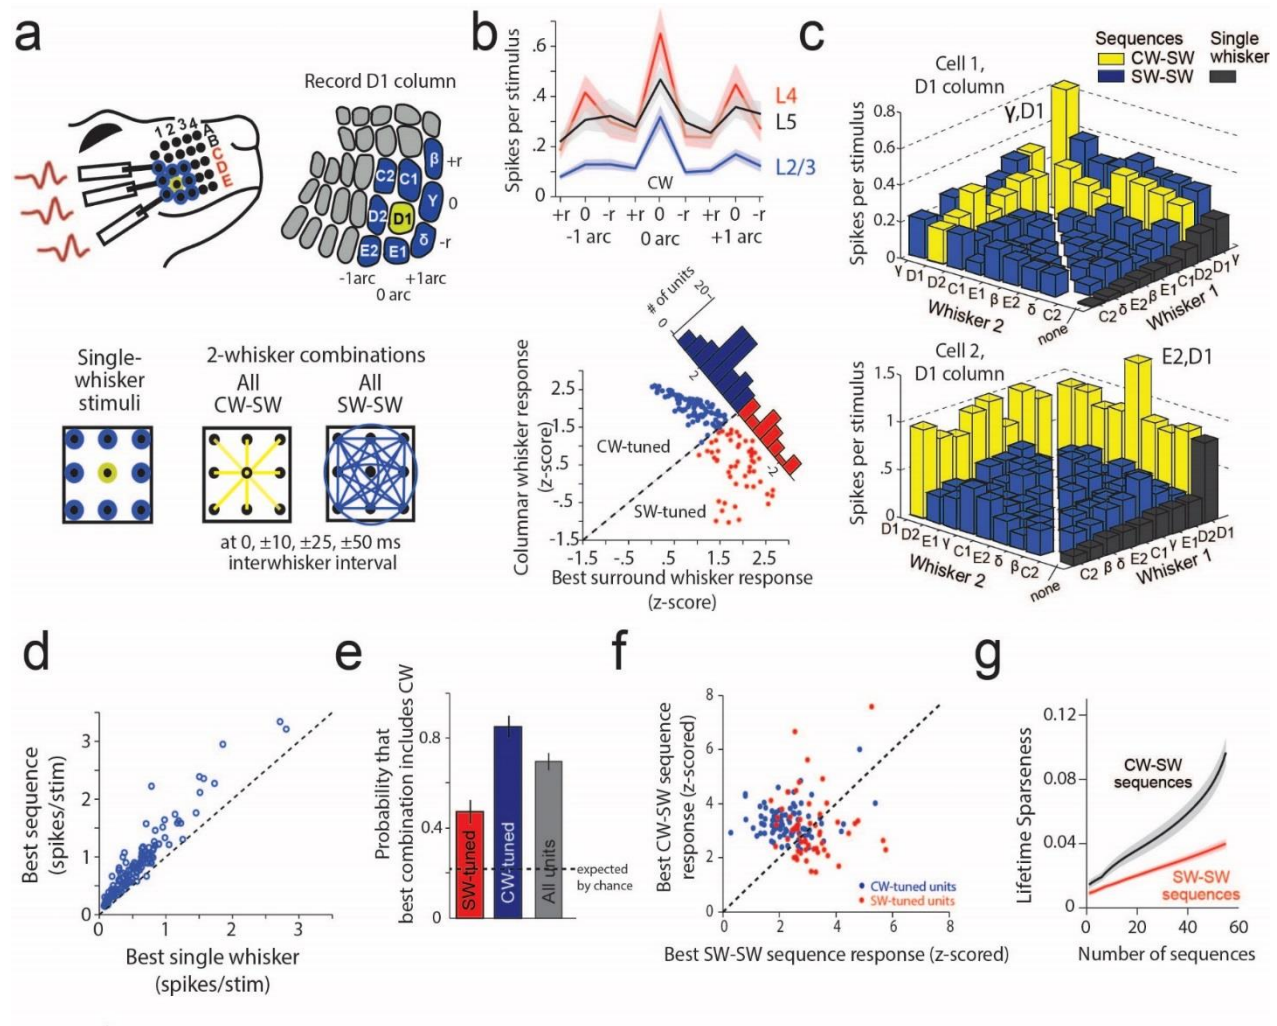 a
Record D1 column
1 2 3 4
A
B
C
D
E
β
+r
C2
C1
γ
0
D2
D1
δ
-r
E2
E1
-1arc
+1arc
0 arc
Single-
whisker
stimuli
2-whisker combinations
All
CW-SW
All
SW-SW
at 0, ±10, ±25, ±50 ms
interwhisker interval
b
Spikes per stimulus
.6
.4
.2
0
L4
L5
L2/3
CW
+r 0 -r +r 0 -r +r 0 -r
-1 arc
0 arc
+1 arc
# of units
0
20
2
-2
Columnar whisker response
(z-score)
2.5
1.5
.5
-.5
-1.5
CW-tuned
SW-tuned
-1.5 -.5 .5 1.5 2.5
Best surround whisker response
(z-score)
c
Sequences
CW-SW
SW-SW
Single
whisker
Cell 1,
D1 column
γ,D1
Spikes per stimulus
0.8
0.6
0.4
0.2
0
γ D1 D2 C1 E1 β E2 δ C2
none
Whisker 2
C2 δ E2 β E1 C1 D2 D1 γ
Whisker 1
Cell 2,
D1 column
E2,D1
Spikes per stimulus
1.5
1
.5
0
D1 D2 E1 γ C1 E2 δ β C2
none
Whisker 2
C2 β δ E2 C1 γ E1 D2 D1
Whisker 1
d
Best sequence
(spikes/stim)
3
2
1
0
0 1 2 3
Best single whisker
(spikes/stim)
e
Probability that
best combination includes CW
0.8
0.4
0
SW-tuned
CW-tuned
All units
expected
by chance
f
Best CW-SW sequence
response (z-scored)
8
6
4
2
0
CW-tuned units
SW-tuned units
0 2 4 6 8
Best SW-SW sequence response (z-scored)
g
Lifetime Sparseness
0.12
0.08
0.04
0
CW-SW
sequences
SW-SW
sequences
0 20 40 60
Number of sequences